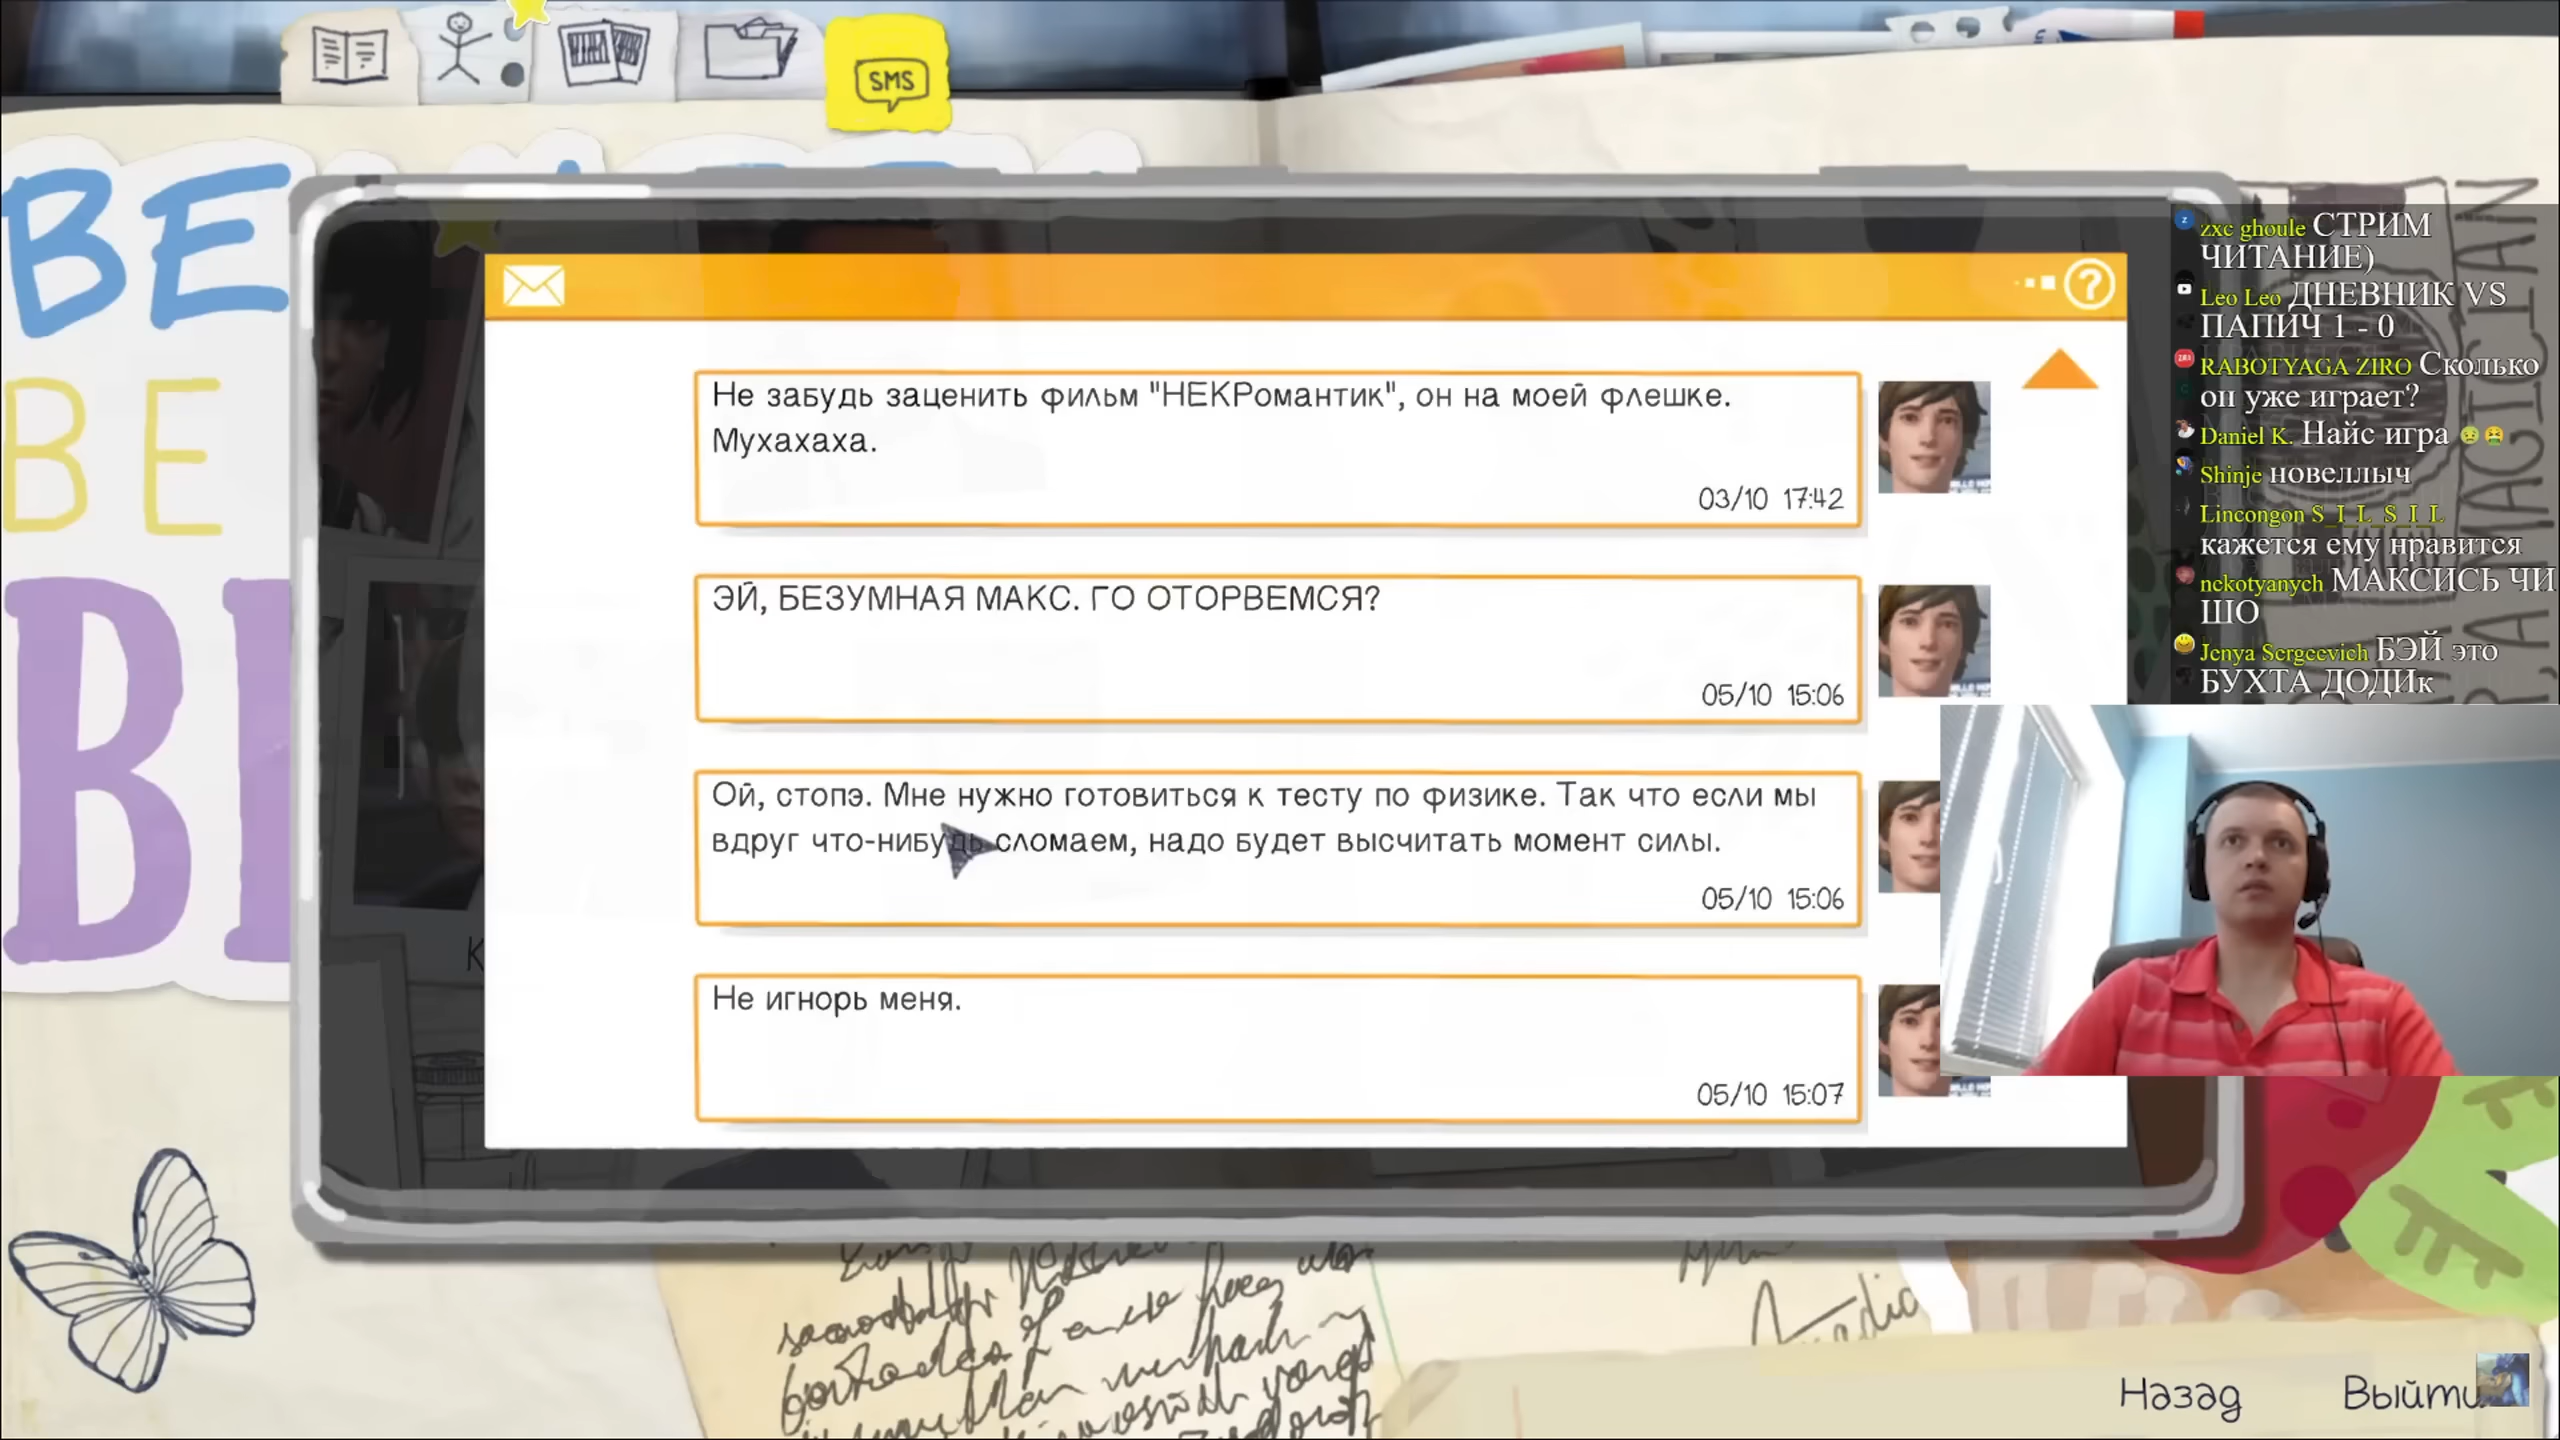 SMS
BE
BE
Не забудь заценить фильм "НЕКРомантик", он на моей флешке.
Мухахаха.
03/10 17:42
ЭЙ, БЕЗУМНАЯ МАКС. ГО ОТОРВЕМСЯ?
05/10 15:06
Ой, стопэ. Мне нужно готовиться к тесту по физике. Так что если мы
вдруг что-нибудь сломаем, надо будет высчитать момент силы.
05/10 15:06
Не игнорь меня.
05/10 15:07
zxc ghoule СТРИМ
ЧИТАНИЕ)
Leo Leo ДНЕВНИК VS
ПАПИЧ 1 - 0
RABOTYAGA ZIRO Сколько
он уже играет?
Daniel K. Найс игра
Shinje новеллыч
Lincongon S_I_L_S_I_L
кажется ему нравится
nckotyanych МАКСИСЬ ЧИ
ШО
Jenya Sergeevich БЭЙ это
БУХТА ДОДИк
MAGICIAN
Назад
Выйти